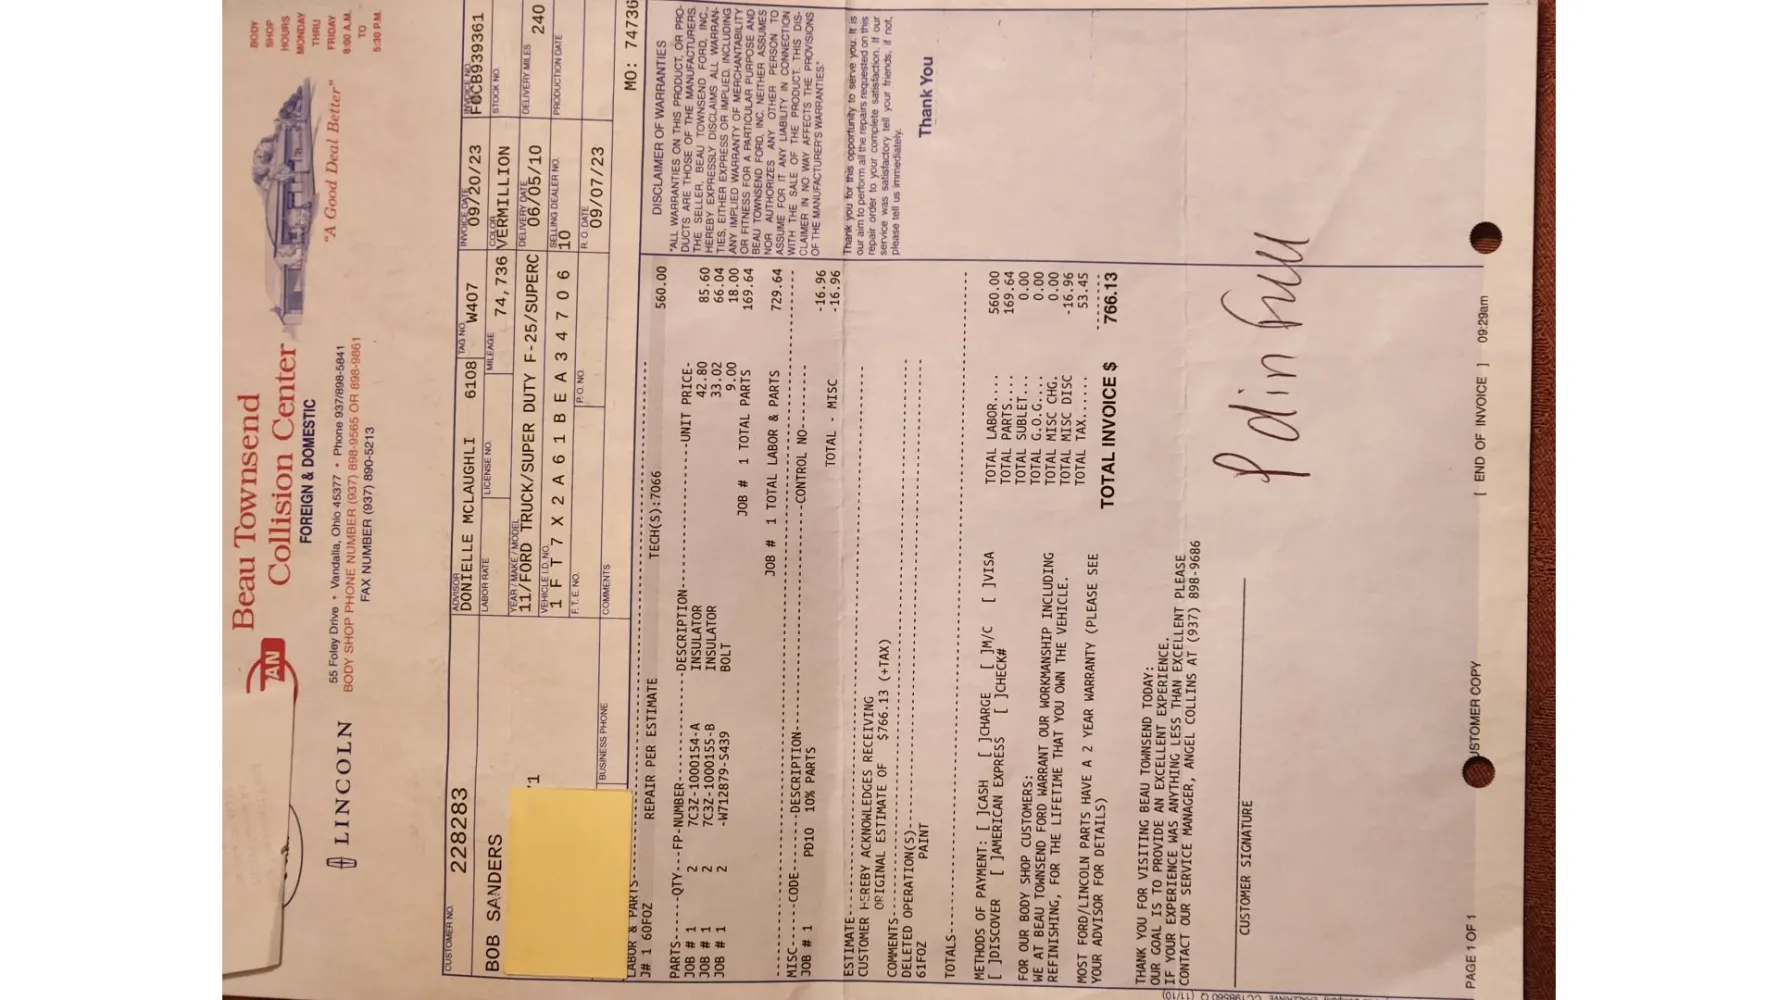 Beau Townsend
Collision Center
FOREIGN & DOMESTIC
LINCOLN
55 Foley Drive • Vandalia, Ohio 45377 • Phone 937/898-5841
BODY SHOP PHONE NUMBER (937) 898-9565 OR 898-9861
FAX NUMBER (937) 890-5213
"A Good Deal Better"
BODY
SHOP
HOURS
MONDAY
THRU
FRIDAY
8:00 A.M.
TO
5:30 P.M.
CUSTOMER NO. 228283
ADVISOR DONIELLE MCLAUGHLI 6108
TAG NO. W407
INVOICE DATE 09/20/23
INVOICE NO. FOCB939361
BOB SANDERS
LABOR RATE
LICENSE NO.
MILEAGE 74,736
COLOR VERMILLION
STOCK NO.
YEAR / MAKE / MODEL 11/FORD TRUCK/SUPER DUTY F-25/SUPERC
DELIVERY DATE 06/05/10
DELIVERY MILES 240
VEHICLE I.D. NO. 1 F T 7 X 2 A 6 1 B E A 3 4 7 0 6
SELLING DEALER NO. 10
PRODUCTION DATE
F.T.E. NO.
P.O. NO.
R.O. DATE 09/07/23
BUSINESS PHONE
COMMENTS
MO: 74736
LABOR & PARTS
J# 1 60FOZ REPAIR PER ESTIMATE TECH(S):7066 560.00
PARTS------QTY---FP-NUMBER---------------DESCRIPTION--------------UNIT PRICE-
JOB # 1 2 7C3Z-1000154-A INSULATOR 42.80 85.60
JOB # 1 2 7C3Z-1000155-B INSULATOR 33.02 66.04
JOB # 1 2 -W712879-S439 BOLT 9.00 18.00
JOB # 1 TOTAL PARTS 169.64
JOB # 1 TOTAL LABOR & PARTS 729.64
MISC-----CODE------DESCRIPTION-----------------------CONTROL NO---------
JOB # 1 PD10 10% PARTS -16.96
TOTAL - MISC -16.96
ESTIMATE
CUSTOMER HEREBY ACKNOWLEDGES RECEIVING
ORIGINAL ESTIMATE OF $766.13 (+TAX)
COMMENTS
DELETED OPERATION(S)
61FOZ PAINT
TOTALS
METHODS OF PAYMENT: [ ]CASH [ ]CHARGE [ ]M/C [ ]VISA
[ ]DISCOVER [ ]AMERICAN EXPRESS [ ]CHECK#
FOR OUR BODY SHOP CUSTOMERS:
WE AT BEAU TOWNSEND FORD WARRANT OUR WORKMANSHIP INCLUDING
REFINISHING, FOR THE LIFETIME THAT YOU OWN THE VEHICLE.
MOST FORD/LINCOLN PARTS HAVE A 2 YEAR WARRANTY (PLEASE SEE
YOUR ADVISOR FOR DETAILS)
TOTAL LABOR.... 560.00
TOTAL PARTS.... 169.64
TOTAL SUBLET... 0.00
TOTAL G.O.G.... 0.00
TOTAL MISC CHG. 0.00
TOTAL MISC DISC -16.96
TOTAL TAX...... 53.45
TOTAL INVOICE $ 766.13
THANK YOU FOR VISITING BEAU TOWNSEND TODAY:
OUR GOAL IS TO PROVIDE AN EXCELLENT EXPERIENCE.
IF YOUR EXPERIENCE WAS ANYTHING LESS THAN EXCELLENT PLEASE
CONTACT OUR SERVICE MANAGER, ANGEL COLLINS AT (937) 898-9686
CUSTOMER SIGNATURE
DISCLAIMER OF WARRANTIES
"ALL WARRANTIES ON THIS PRODUCT, OR PRO-
DUCTS ARE THOSE OF THE MANUFACTURERS.
THE SELLER, BEAU TOWNSEND FORD, INC.,
HEREBY EXPRESSLY DISCLAIMS ALL WARRAN-
TIES, EITHER EXPRESS OR IMPLIED, INCLUDING
ANY IMPLIED WARRANTY OF MERCHANTABILITY
OR FITNESS FOR A PARTICULAR PURPOSE AND
BEAU TOWNSEND FORD, INC. NEITHER ASSUMES
NOR AUTHORIZES ANY OTHER PERSON TO
ASSUME FOR IT ANY LIABILITY IN CONNECTION
WITH THE SALE OF THE PRODUCT. THIS DIS-
CLAIMER IN NO WAY AFFECTS THE PROVISIONS
OF THE MANUFACTURER'S WARRANTIES."
Thank you for this opportunity to serve you. It is
our aim to perform all the repairs requested on this
repair order to your complete satisfaction. If our
service was satisfactory tell your friends, if not,
please tell us immediately.
Thank You
Pd in full
PAGE 1 OF 1
CUSTOMER COPY
[ END OF INVOICE ] 09:29am